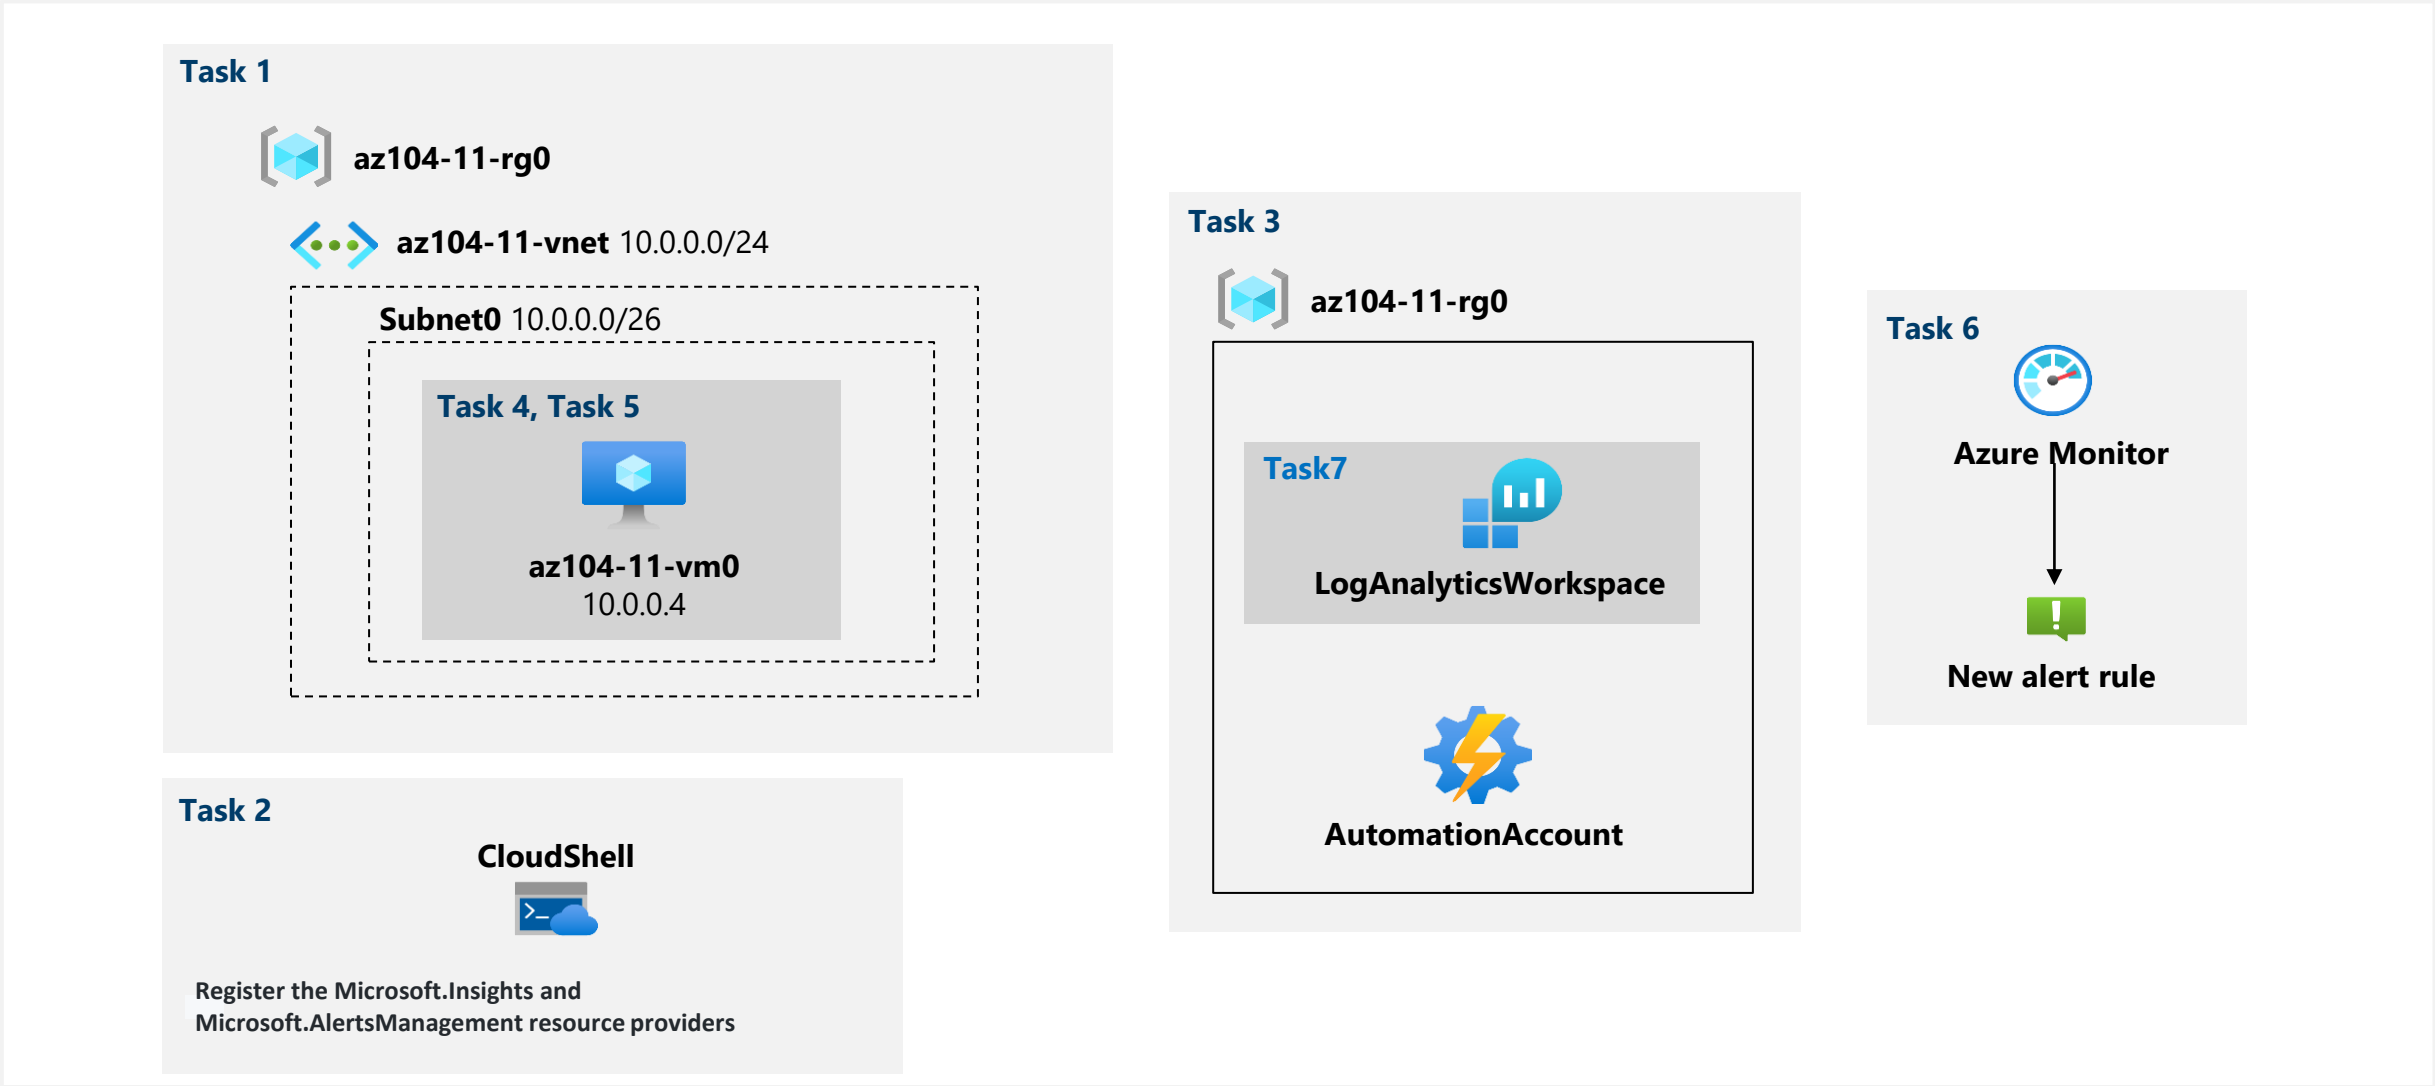 Task 1
az104-11-rg0
az104-11-vnet 10.0.0.0/24
Subnet0 10.0.0.0/26
Task 4, Task 5
az104-11-vm0
10.0.0.4
Task 2
CloudShell
>_
Register the Microsoft.Insights and
Microsoft.AlertsManagement resource providers
Task 3
az104-11-rg0
Task7
LogAnalyticsWorkspace
AutomationAccount
Task 6
Azure Monitor
!
New alert rule